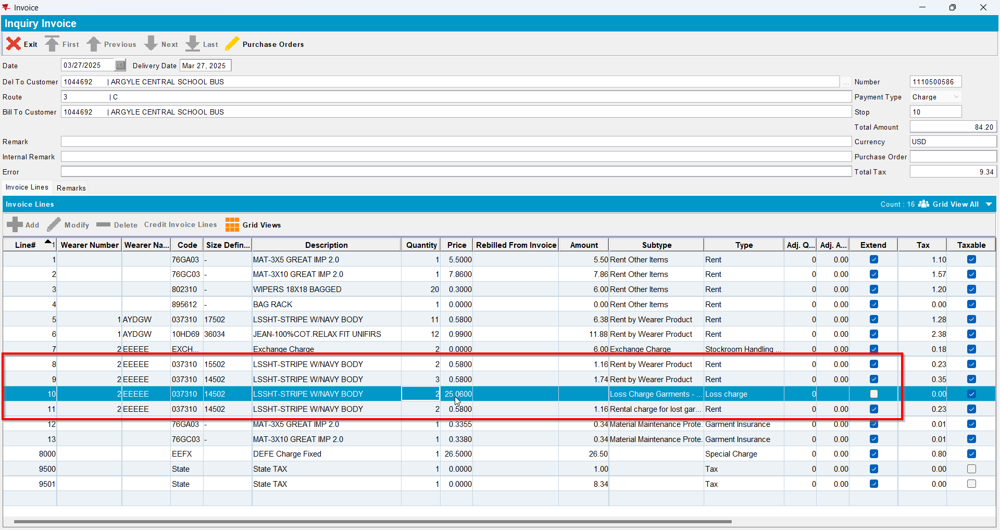 Invoice
Inquiry Invoice
Exit First Previous Next Last Purchase Orders
Date 03/27/2025 Delivery Date Mar 27, 2025
Del To Customer 1044692 | ARGYLE CENTRAL SCHOOL BUS ... Number 1110500586
Route 3 | C Payment Type Charge
Bill To Customer 1044692 | ARGYLE CENTRAL SCHOOL BUS Stop 10
Total Amount 84.20
Remark Currency USD
Internal Remark Purchase Order
Error Total Tax 9.34
Invoice Lines Remarks
Invoice Lines Count : 16 Grid View All
Add Modify Delete Credit Invoice Lines Grid Views
Line# 1 Wearer Number Wearer Na... Code Size Defin... Description Quantity Price Rebilled From Invoice Amount Subtype Type Adj. Q... Adj. A... Extend Tax Taxable
1 76GA03 - MAT-3X5 GREAT IMP 2.0 1 5.5000 5.50 Rent Other Items Rent 0 0.00 1.10
2 76GC03 - MAT-3X10 GREAT IMP 2.0 1 7.8600 7.86 Rent Other Items Rent 0 0.00 1.57
3 802310 - WIPERS 18X18 BAGGED 20 0.3000 6.00 Rent Other Items Rent 0 0.00 1.20
4 895612 - BAG RACK 1 0.0000 0.00 Rent Other Items Rent 0 0.00 0.00
5 1 AYDGW 037310 17502 LSSHT-STRIPE W/NAVY BODY 11 0.5800 6.38 Rent by Wearer Product Rent 0 0.00 1.28
6 1 AYDGW 10HD69 36034 JEAN-100%COT.RELAX FIT UNIFIRS 12 0.9900 11.88 Rent by Wearer Product Rent 0 0.00 2.38
7 2 EEEEE EXCH... Exchange Charge 2 0.0000 6.00 Exchange Charge Stockroom Handling ... 0 0.00 0.18
8 2 EEEEE 037310 15502 LSSHT-STRIPE W/NAVY BODY 2 0.5800 1.16 Rent by Wearer Product Rent 0 0.00 0.23
9 2 EEEEE 037310 14502 LSSHT-STRIPE W/NAVY BODY 3 0.5800 1.74 Rent by Wearer Product Rent 0 0.00 0.35
10 2 EEEEE 037310 14502 LSSHT-STRIPE W/NAVY BODY 2 25.0600 Loss Charge Garments - ... Loss charge 0 0.00
11 2 EEEEE 037310 14502 LSSHT-STRIPE W/NAVY BODY 2 0.5800 1.16 Rental charge for lost gar... Rent 0 0.00 0.23
12 76GA03 - MAT-3X5 GREAT IMP 2.0 1 0.3355 0.34 Material Maintenance Prote. Garment Insurance 0 0.00 0.01
13 76GC03 - MAT-3X10 GREAT IMP 2.0 1 0.3380 0.34 Material Maintenance Prote. Garment Insurance 0 0.00 0.01
8000 EEFX DEFE Charge Fixed 1 26.5000 26.50 Special Charge 0 0.00 0.80
9500 State State TAX 1 0.0000 1.00 Tax 0 0.00 0.00
9501 State State TAX 1 0.0000 8.34 Tax 0 0.00 0.00